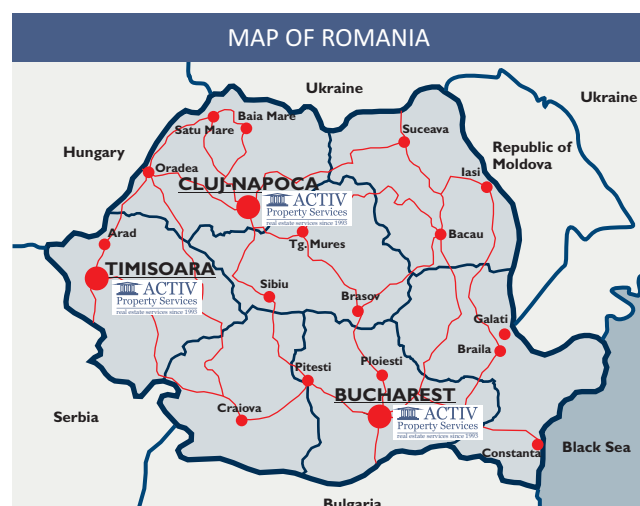 MAP OF ROMANIA
Ukraine
Ukraine
Baia Mare
Satu Mare
Suceava
Republic of
Moldova
Hungary
Oradea
Iasi
CLUJ-NAPOCA
ACTIV
Property Services
real estate services since 1993
Arad
Tg. Mures
Bacau
TIMISOARA
ACTIV
Property Services
real estate services since 1993
Sibiu
Brasov
Galati
Braila
Pitesti
Ploiesti
BUCHAREST
ACTIV
Property Services
real estate services since 1993
Craiova
Serbia
Constanta
Black Sea
Bulgaria